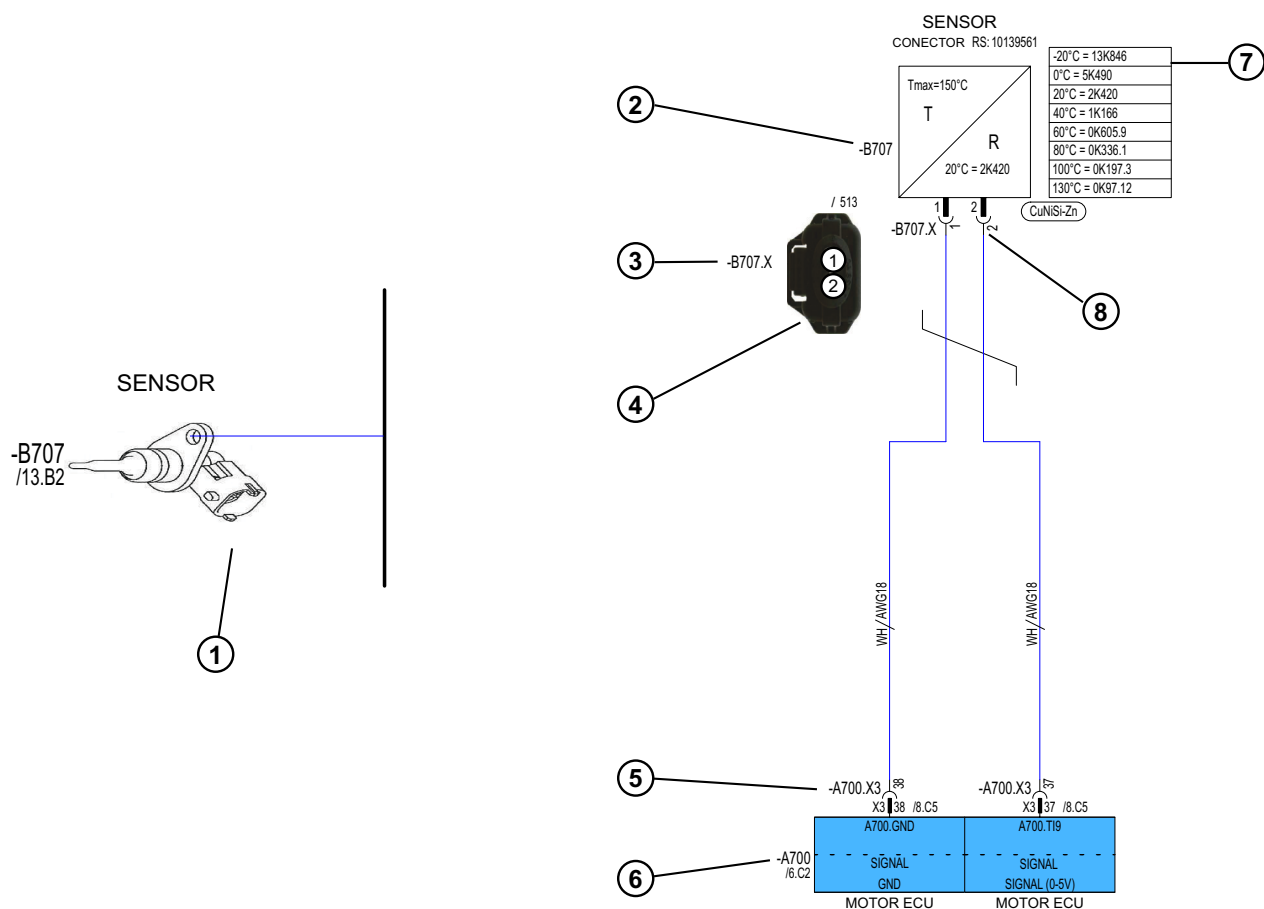 SENSOR
CONECTOR RS: 10139561
-20°C = 13K846
0°C = 5K490
20°C = 2K420
40°C = 1K166
60°C = 0K605.9
80°C = 0K336.1
100°C = 0K197.3
130°C = 0K97.12
7
Tmax=150°C
T
R
20°C = 2K420
2
-B707
/ 513
1
2
CuNiSi-Zn
-B707.X
1
2
3
-B707.X
1
2
8
4
SENSOR
-B707
/13.B2
1
WH/AWG18
WH/AWG18
5
-A700.X3
38
-A700.X3
37
X3 38 /8.C5
X3 37 /8.C5
A700.GND
A700.TI9
6
-A700
/6.C2
SIGNAL
SIGNAL
GND
SIGNAL (0-5V)
MOTOR ECU
MOTOR ECU